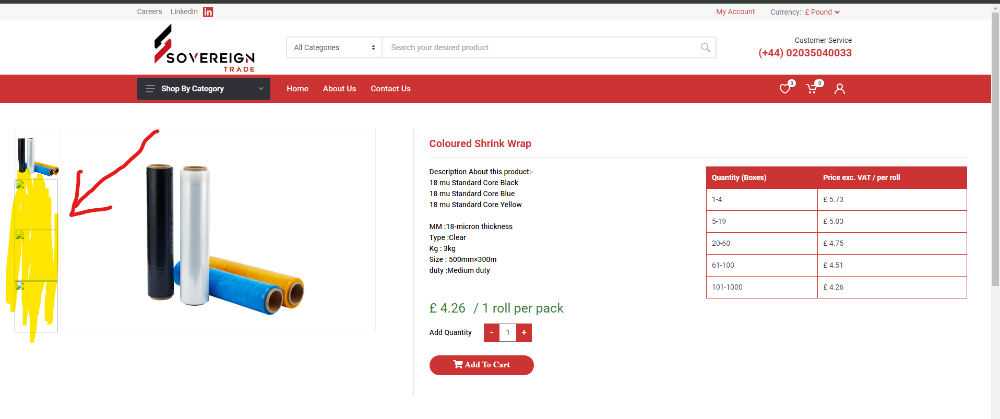 Careers LinkedIn in
My Account Currency: £ Pound
SOVEREIGN
TRADE
All Categories Search your desired product
Customer Service
(+44) 02035040033
Shop By Category Home About Us Contact Us 0 0
Coloured Shrink Wrap
Description About this product:-
18 mu Standard Core Black
18 mu Standard Core Blue
18 mu Standard Core Yellow
MM :18-micron thickness
Type :Clear
Kg : 3kg
Size : 500mm×300m
duty :Medium duty
Quantity (Boxes) Price exc. VAT / per roll
1-4 £ 5.73
5-19 £ 5.03
20-60 £ 4.75
61-100 £ 4.51
101-1000 £ 4.26
£ 4.26 / 1 roll per pack
Add Quantity - 1 +
Add To Cart